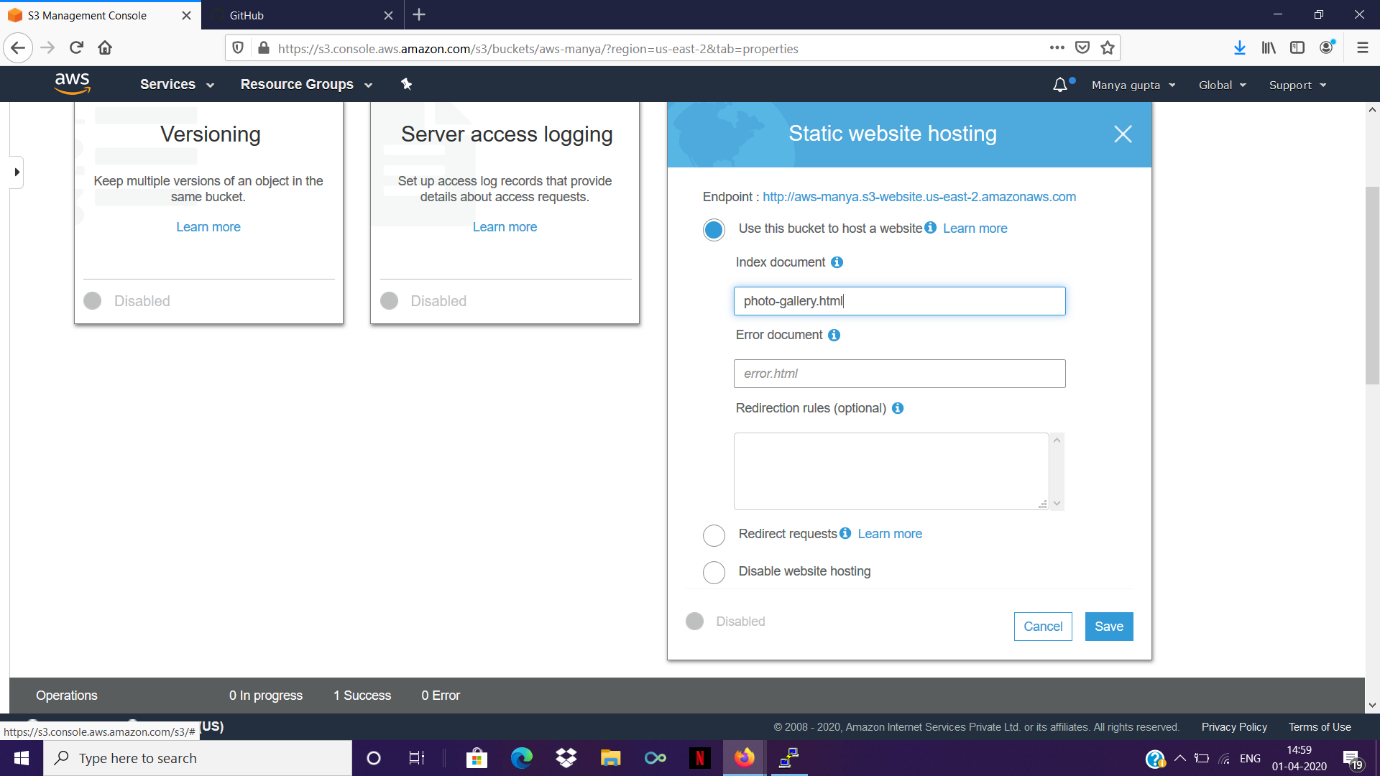 S3 Management Console
GitHub
https://s3.console.aws.amazon.com/s3/buckets/aws-manya/?region=us-east-2&tab=properties
aws
Services
Resource Groups
Manya gupta
Global
Support
Versioning
Keep multiple versions of an object in the
same bucket.
Learn more
Disabled
Server access logging
Set up access log records that provide
details about access requests.
Learn more
Disabled
Static website hosting
Endpoint : http://aws-manya.s3-website.us-east-2.amazonaws.com
Use this bucket to host a website Learn more
Index document
photo-gallery.html
Error document
error.html
Redirection rules (optional)
Redirect requests Learn more
Disable website hosting
Disabled
Cancel
Save
Operations
0 In progress
1 Success
0 Error
(US)
© 2008 - 2020, Amazon Internet Services Private Ltd. or its affiliates. All rights reserved.
Privacy Policy
Terms of Use
https://s3.console.aws.amazon.com/s3/#
Type here to search
N
ENG
14:59
01-04-2020
19